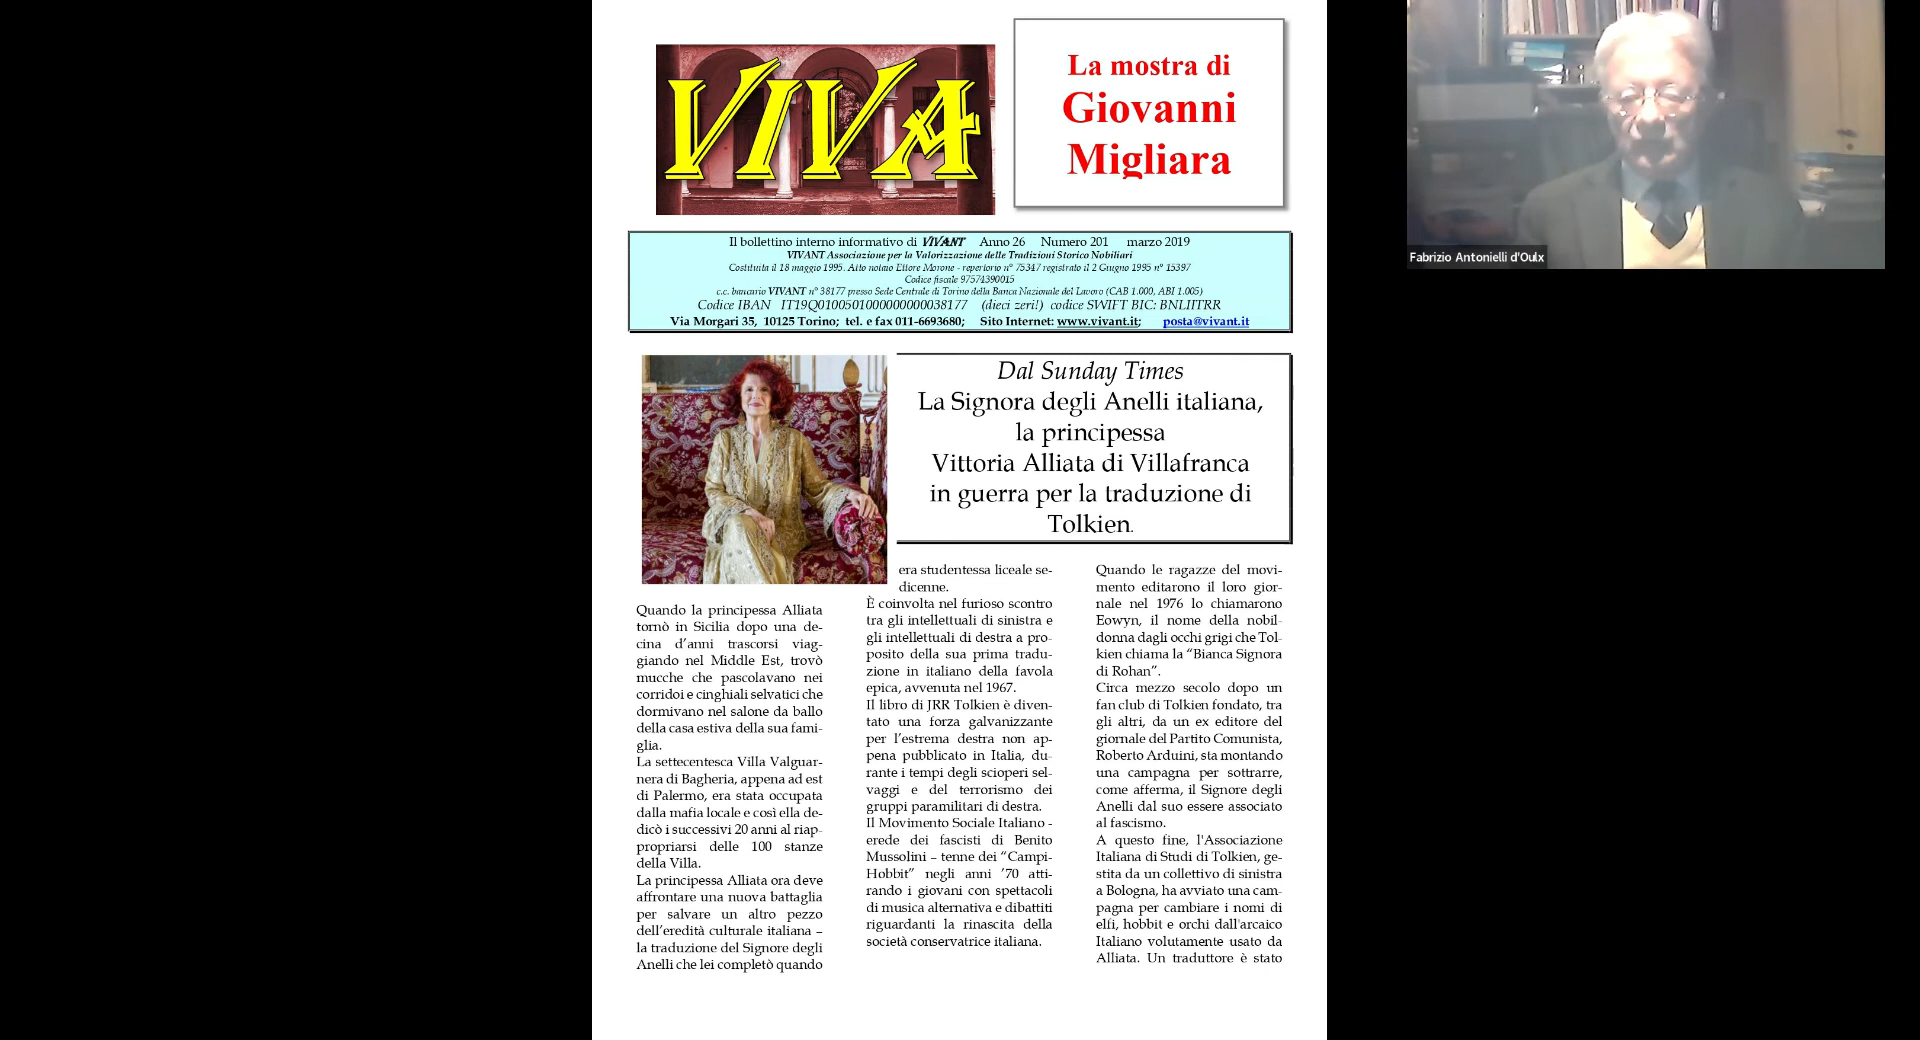 VIVA
La mostra di
Giovanni
Migliara
Il bollettino interno informativo di VIVANT Anno 26 Numero 201 marzo 2019
VIVANT Associazione per la Valorizzazione delle Tradizioni Storico Nobiliari
Costituita il 18 maggio 1995. Atto notaio Ettore Morone - repertorio n° 75347 registrato il 2 Giugno 1995 n° 15397
Codice fiscale 97574390015
c.c. bancario VIVANT n° 38177 presso Sede Centrale di Torino della Banca Nazionale del Lavoro (CAB 1.000, ABI 1.005)
Codice IBAN IT19Q0100501000000000038177 (dieci zeri!) codice SWIFT BIC: BNLIITRR
Via Morgari 35, 10125 Torino; tel. e fax 011-6693680; Sito Internet: www.vivant.it; posta@vivant.it
Dal Sunday Times
La Signora degli Anelli italiana,
la principessa
Vittoria Alliata di Villafranca
in guerra per la traduzione di
Tolkien.
Quando la principessa Alliata
tornò in Sicilia dopo una de-
cina d'anni trascorsi viag-
giando nel Middle Est, trovò
mucche che pascolavano nei
corridoi e cinghiali selvatici che
dormivano nel salone da ballo
della casa estiva della sua fami-
glia.
La settecentesca Villa Valguar-
nera di Bagheria, appena ad est
di Palermo, era stata occupata
dalla mafia locale e così ella de-
dicò i successivi 20 anni al riap-
propriarsi delle 100 stanze
della Villa.
La principessa Alliata ora deve
affrontare una nuova battaglia
per salvare un altro pezzo
dell'eredità culturale italiana –
la traduzione del Signore degli
Anelli che lei completò quando
era studentessa liceale se-
dicenne.
È coinvolta nel furioso scontro
tra gli intellettuali di sinistra e
gli intellettuali di destra a pro-
posito della sua prima tradu-
zione in italiano della favola
epica, avvenuta nel 1967.
Il libro di JRR Tolkien è diven-
tato una forza galvanizzante
per l'estrema destra non ap-
pena pubblicato in Italia, du-
rante i tempi degli scioperi sel-
vaggi e del terrorismo dei
gruppi paramilitari di destra.
Il Movimento Sociale Italiano -
erede dei fascisti di Benito
Mussolini – tenne dei “Campi-
Hobbit” negli anni '70 atti-
rando i giovani con spettacoli
di musica alternativa e dibattiti
riguardanti la rinascita della
società conservatrice italiana.
Quando le ragazze del movi-
mento editarono il loro gior-
nale nel 1976 lo chiamarono
Eowyn, il nome della nobil-
donna dagli occhi grigi che Tol-
kien chiama la “Bianca Signora
di Rohan”.
Circa mezzo secolo dopo un
fan club di Tolkien fondato, tra
gli altri, da un ex editore del
giornale del Partito Comunista,
Roberto Arduini, sta montando
una campagna per sottrarre,
come afferma, il Signore degli
Anelli dal suo essere associato
al fascismo.
A questo fine, l'Associazione
Italiana di Studi di Tolkien, ge-
stita da un collettivo di sinistra
a Bologna, ha avviato una cam-
pagna per cambiare i nomi di
elfi, hobbit e orchi dall'arcaico
Italiano volutamente usato da
Alliata. Un traduttore è stato
Fabrizio Antonielli d'Oulx